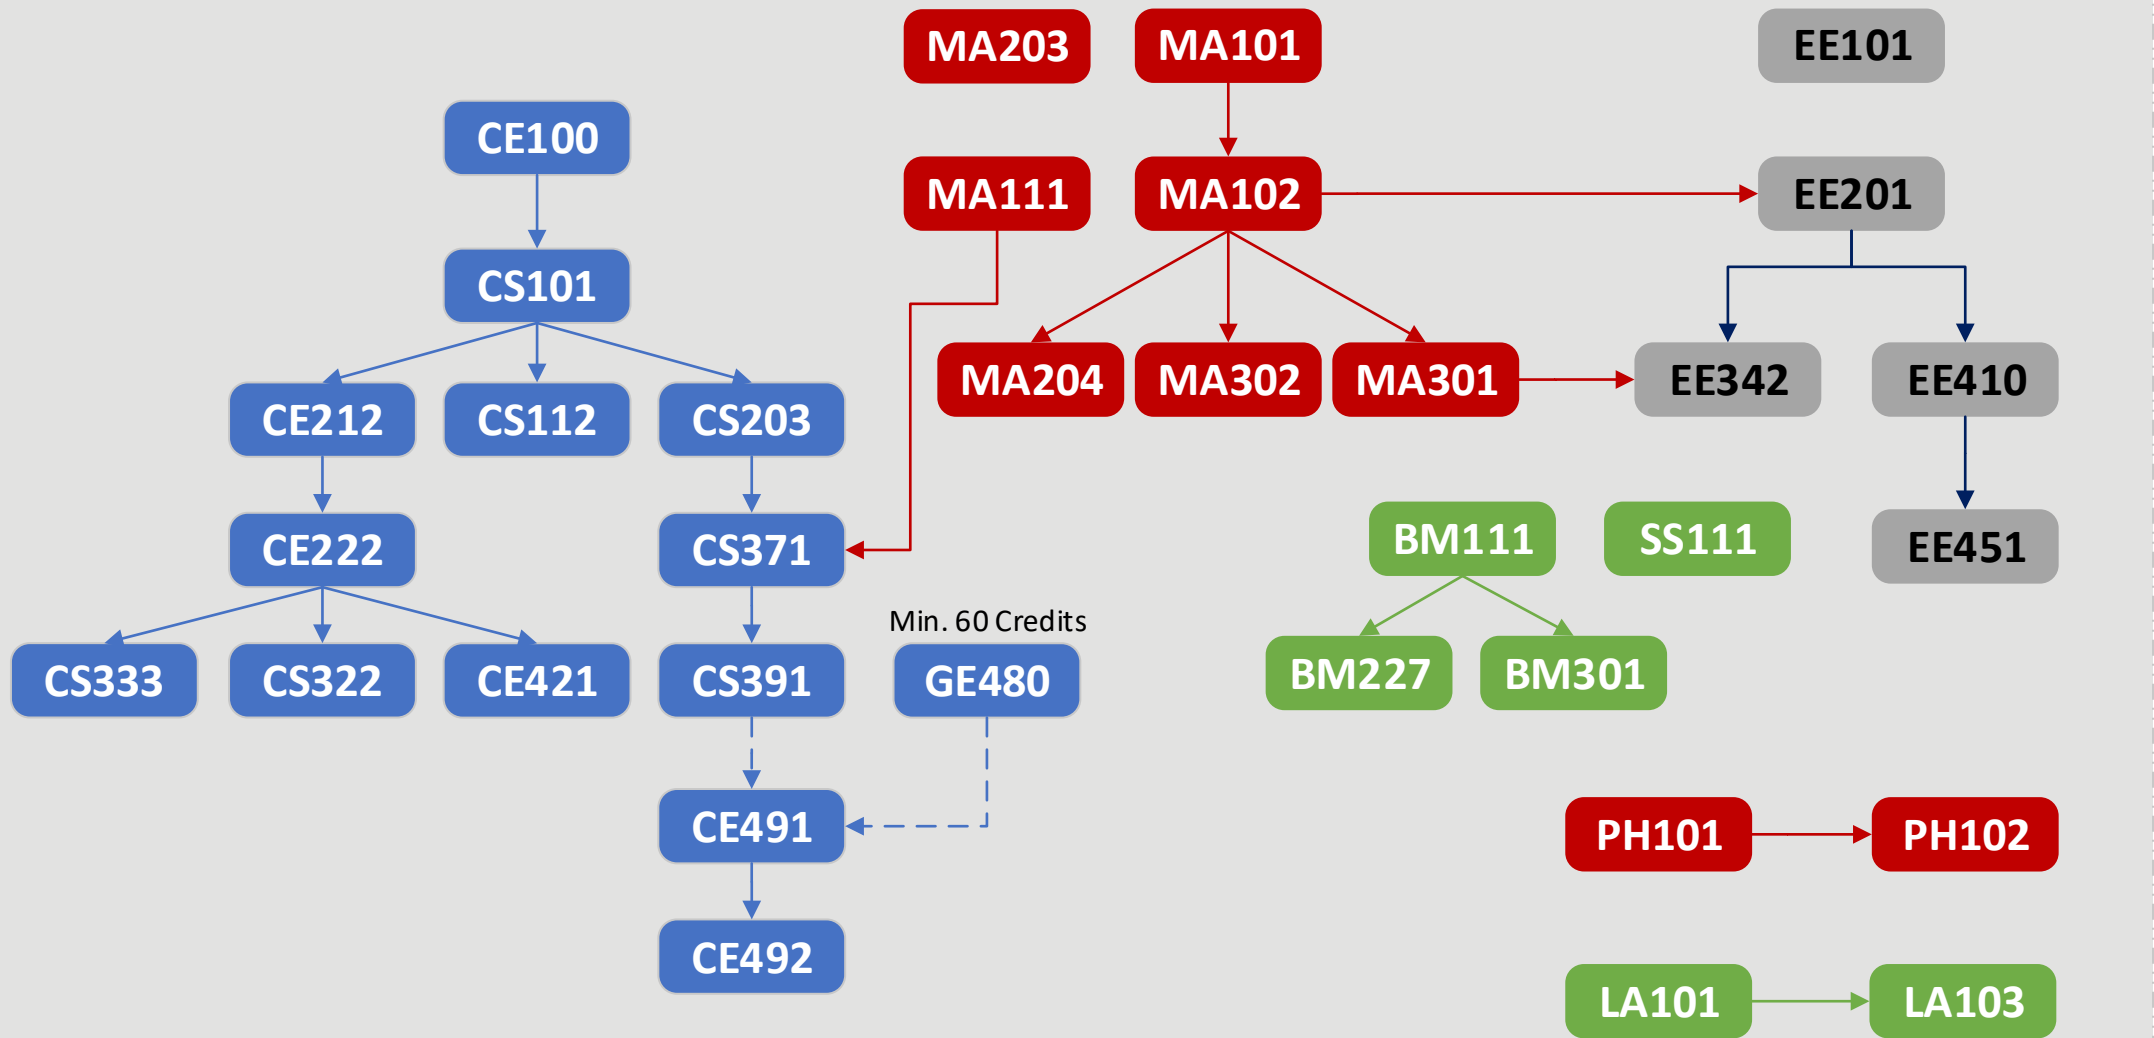 MA203
MA101
EE101
CE100
MA111
MA102
EE201
CS101
MA204
MA302
MA301
EE342
EE410
CE212
CS112
CS203
BM111
SS111
EE451
CE222
CS371
Min. 60 Credits
CS333
CS322
CE421
CS391
GE480
BM227
BM301
CE491
PH101
PH102
CE492
LA101
LA103